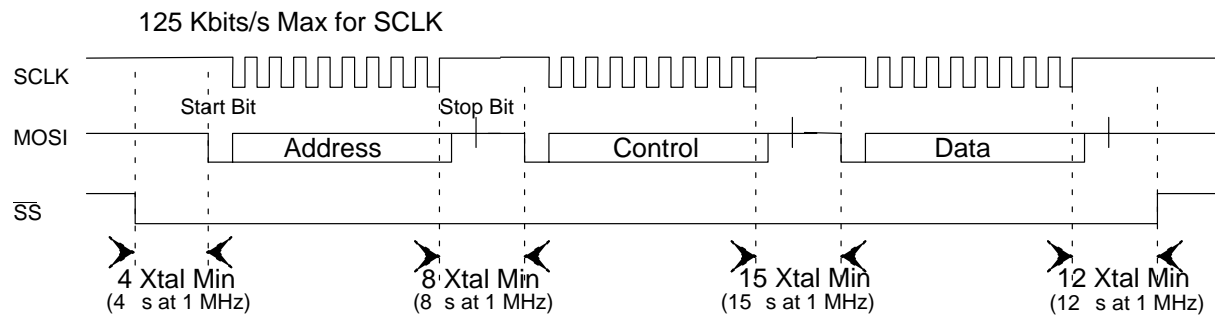 125 Kbits/s Max for SCLK
SCLK
Start Bit
Stop Bit
MOSI
Address
Control
Data
SS
4 Xtal Min
8 Xtal Min
15 Xtal Min
12 Xtal Min
(4 s at 1 MHz)
(8 s at 1 MHz)
(15 s at 1 MHz)
(12 s at 1 MHz)